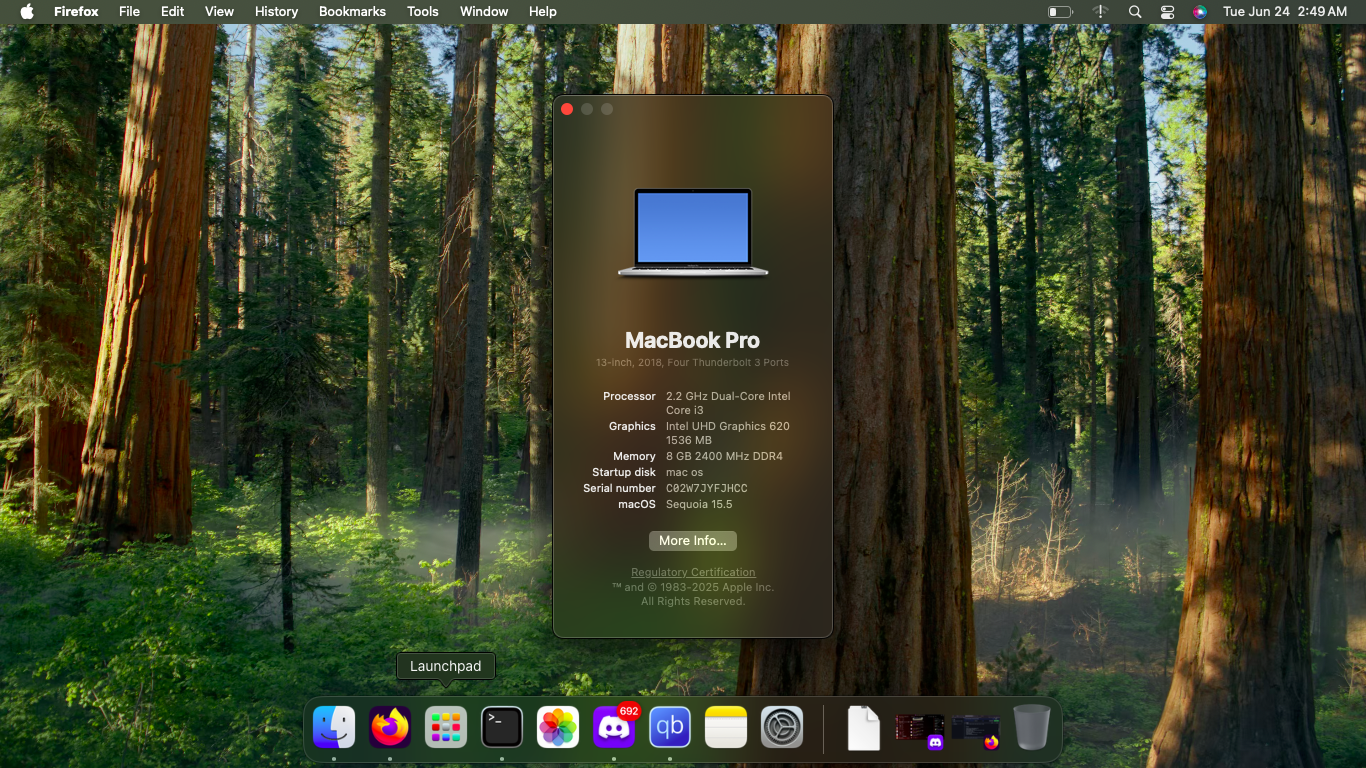 Firefox File Edit View History Bookmarks Tools Window Help Tue Jun 24 2:49 AM
MacBook Pro
13-inch, 2018, Four Thunderbolt 3 Ports
Processor 2.2 GHz Dual-Core Intel
Core i3
Graphics Intel UHD Graphics 620
1536 MB
Memory 8 GB 2400 MHz DDR4
Startup disk mac os
Serial number C02W7JYFJHCC
macOS Sequoia 15.5
More Info...
Regulatory Certification
™ and © 1983-2025 Apple Inc.
All Rights Reserved.
Launchpad
>_ 692 qb